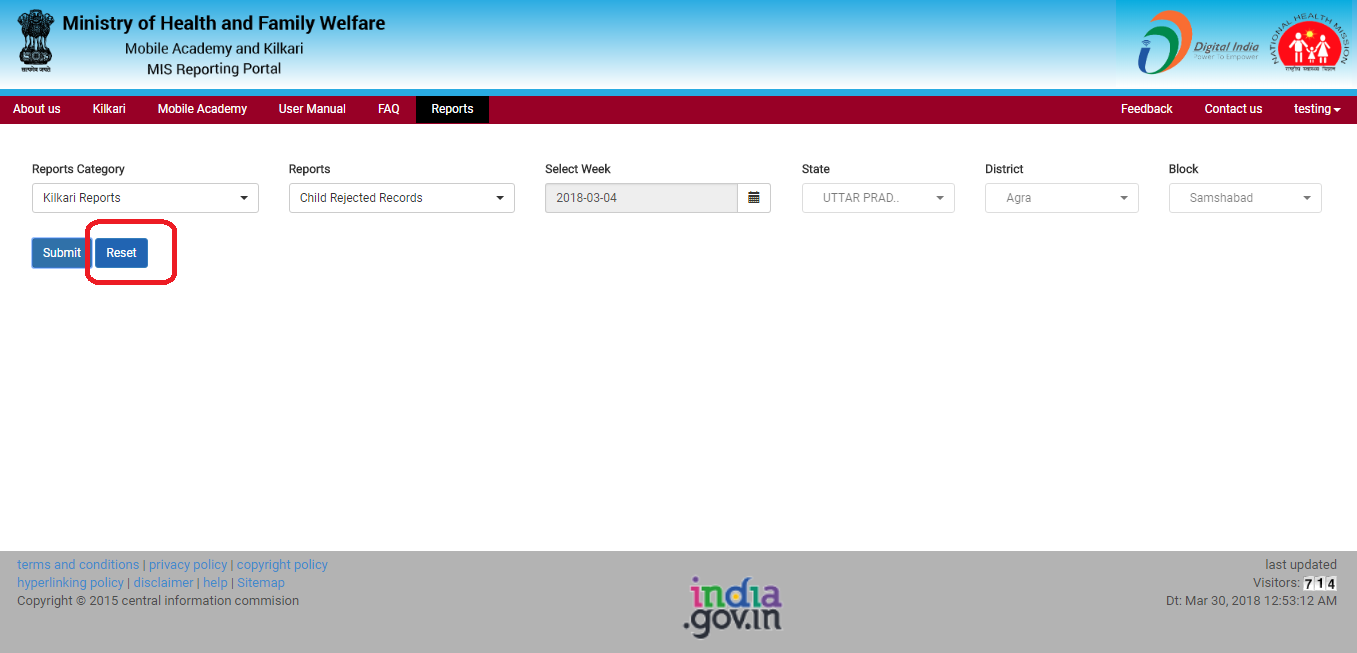 Ministry of Health and Family Welfare
Mobile Academy and Kilkari
MIS Reporting Portal
सत्यमेव जयते
Digital India
Power To Empower
NATIONAL HEALTH MISSION
राष्ट्रीय स्वास्थ्य मिशन
About us Kilkari Mobile Academy User Manual FAQ Reports Feedback Contact us testing
Reports Category Reports Select Week State District Block
Kilkari Reports Child Rejected Records 2018-03-04 UTTAR PRAD.. Agra Samshabad
Submit Reset
terms and conditions | privacy policy | copyright policy
hyperlinking policy | disclaimer | help | Sitemap
Copyright © 2015 central information commision
india
.gov.in
last updated
Visitors: 714
Dt: Mar 30, 2018 12:53:12 AM